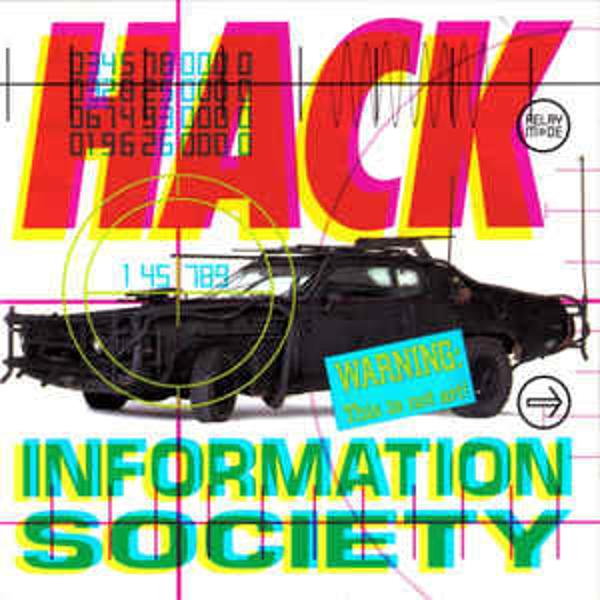 HACK
RELAY
MODE
1 45 789
WARNING:
This is not art!
INFORMATION
SOCIETY